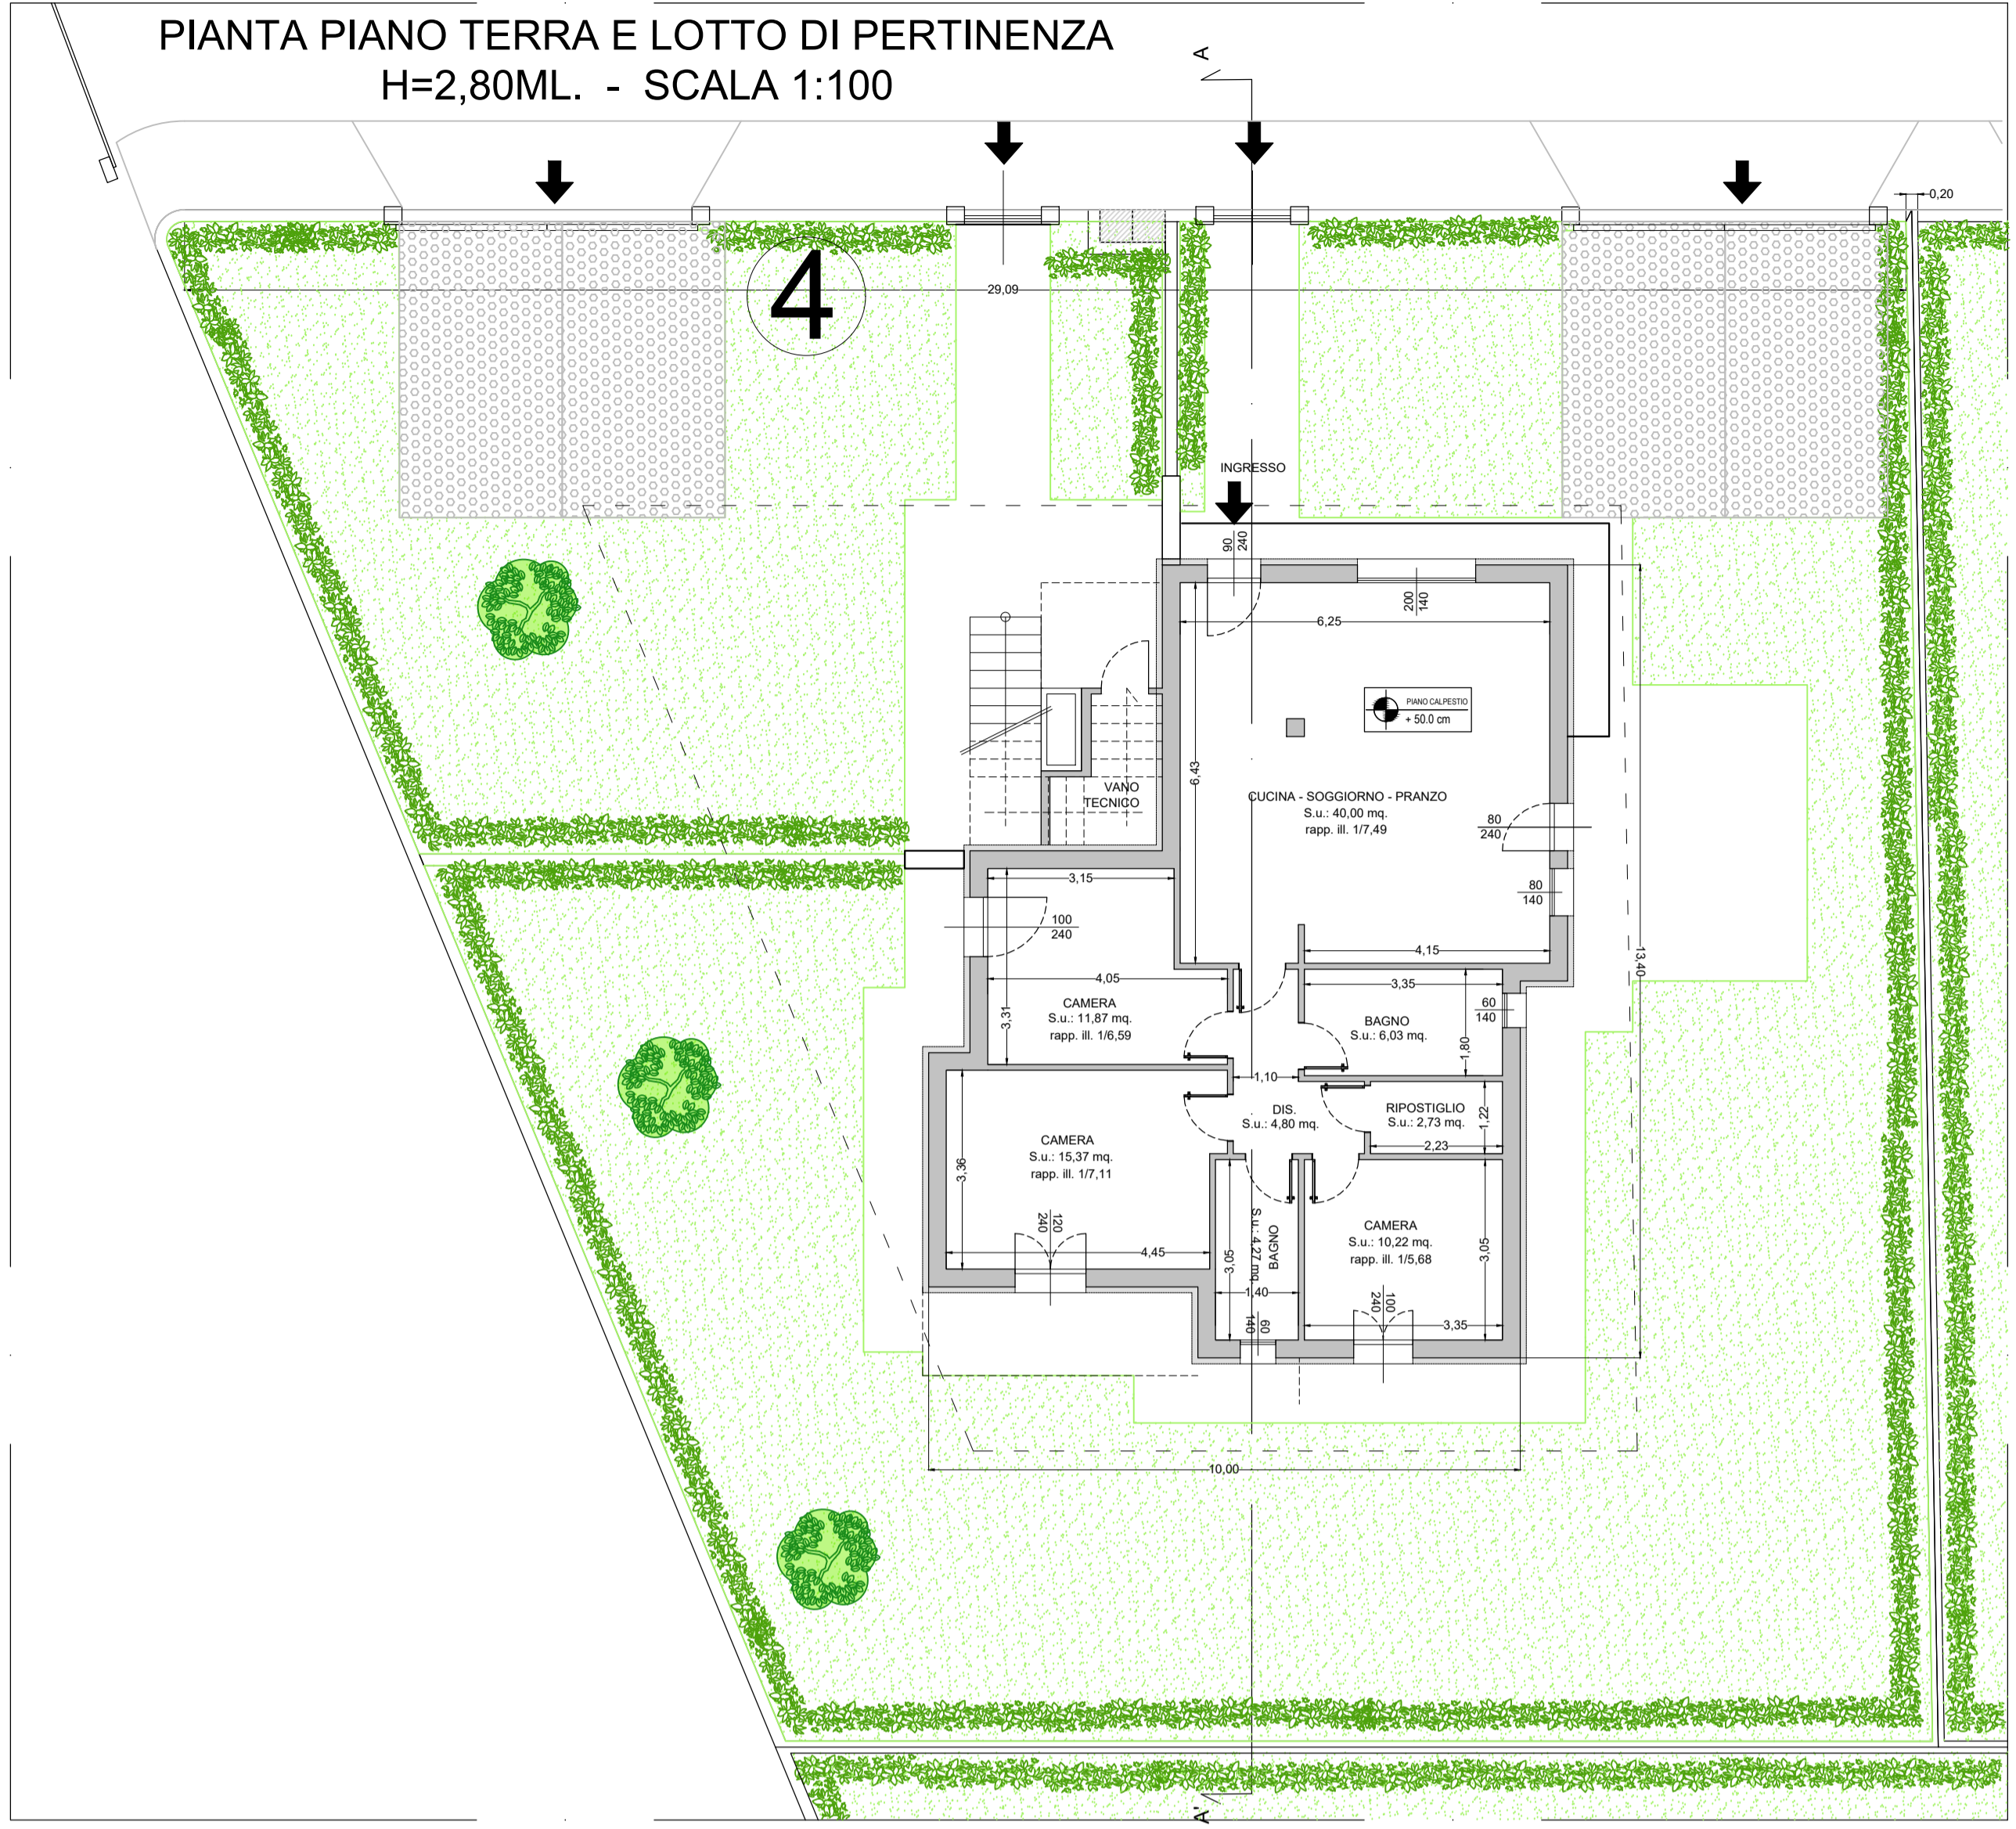 PIANTA PIANO TERRA E LOTTO DI PERTINENZA
H=2,80ML. - SCALA 1:100
A
0,20
4
29,09
INGRESSO
90
240
200
140
6,25
PIANO CALPESTIO
+ 50.0 cm
6,43
VANO
TECNICO
CUCINA - SOGGIORNO - PRANZO
S.u.: 40,00 mq.
rapp. ill. 1/7,49
80
240
80
140
3,15
100
240
4,15
13,40
4,05
3,35
CAMERA
S.u.: 11,87 mq.
rapp. ill. 1/6,59
3,31
BAGNO
S.u.: 6,03 mq.
60
140
1,80
1,10
DIS.
S.u.: 4,80 mq.
RIPOSTIGLIO
S.u.: 2,73 mq.
1,22
2,23
CAMERA
S.u.: 15,37 mq.
rapp. ill. 1/7,11
3,36
120
240
4,45
3,05
BAGNO
S.u.: 4,27 mq.
1,40
60
140
CAMERA
S.u.: 10,22 mq.
rapp. ill. 1/5,68
3,05
100
240
3,35
10,00
A'